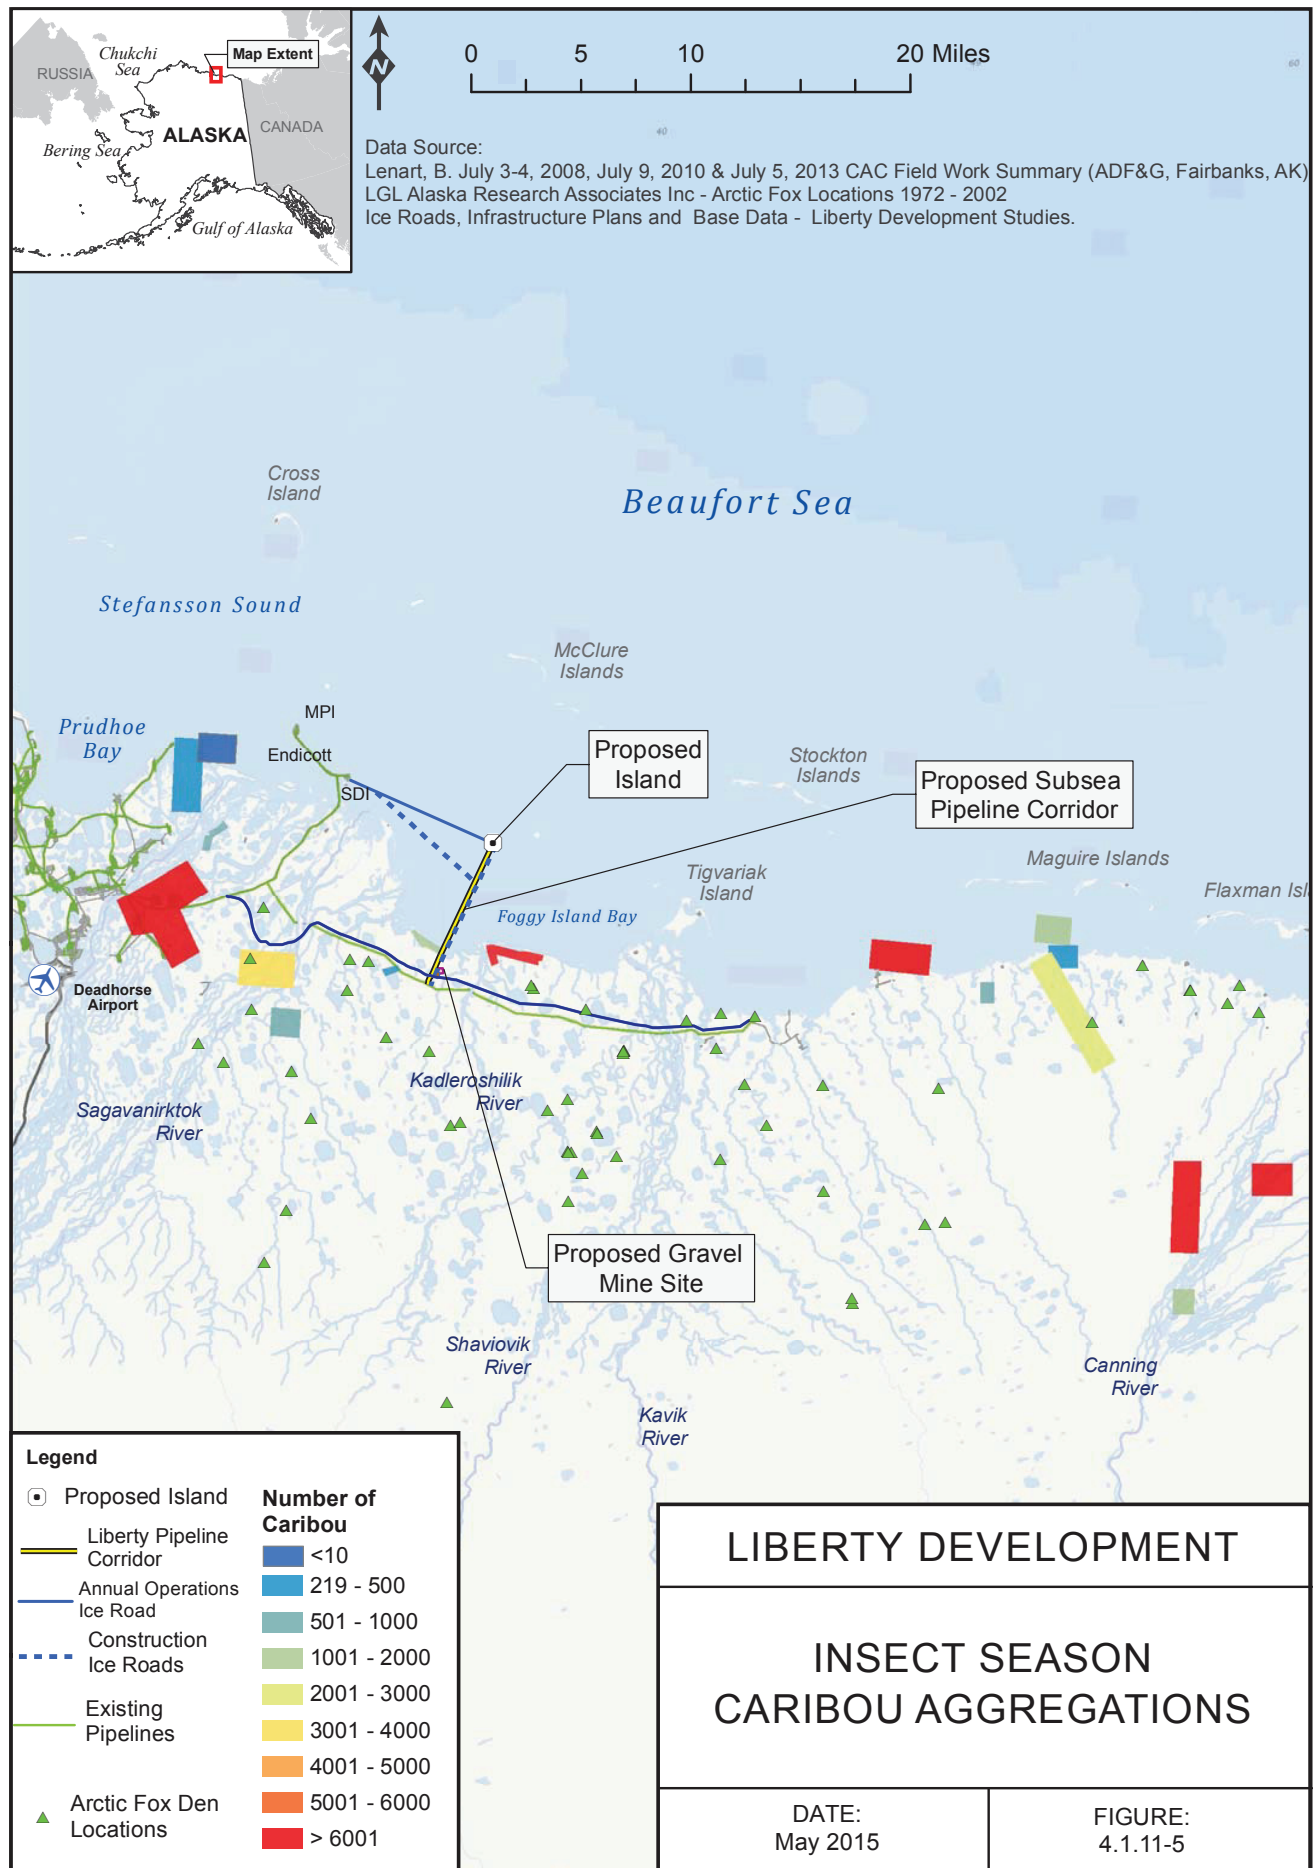 Chukchi
Sea
Map Extent
RUSSIA
ALASKA
CANADA
Bering Sea
Gulf of Alaska
N
0 5 10 20 Miles
40
60
Data Source:
Lenart, B. July 3-4, 2008, July 9, 2010 & July 5, 2013 CAC Field Work Summary (ADF&G, Fairbanks, AK)
LGL Alaska Research Associates Inc - Arctic Fox Locations 1972 - 2002
Ice Roads, Infrastructure Plans and Base Data - Liberty Development Studies.
Cross
Island
Beaufort Sea
Stefansson Sound
McClure
Islands
MPI
Prudhoe
Bay
Endicott
SDI
Proposed
Island
Stockton
Islands
Proposed Subsea
Pipeline Corridor
Tigvariak
Island
Maguire Islands
Flaxman Isl
Foggy Island Bay
Deadhorse
Airport
Kadleroshilik
River
Sagavanirktok
River
Proposed Gravel
Mine Site
Shaviovik
River
Kavik
River
Canning
River
Legend
Proposed Island
Liberty Pipeline
Corridor
Annual Operations
Ice Road
Construction
Ice Roads
Existing
Pipelines
Arctic Fox Den
Locations
Number of
Caribou
<10
219 - 500
501 - 1000
1001 - 2000
2001 - 3000
3001 - 4000
4001 - 5000
5001 - 6000
> 6001
LIBERTY DEVELOPMENT
INSECT SEASON
CARIBOU AGGREGATIONS
DATE:
May 2015
FIGURE:
4.1.11-5